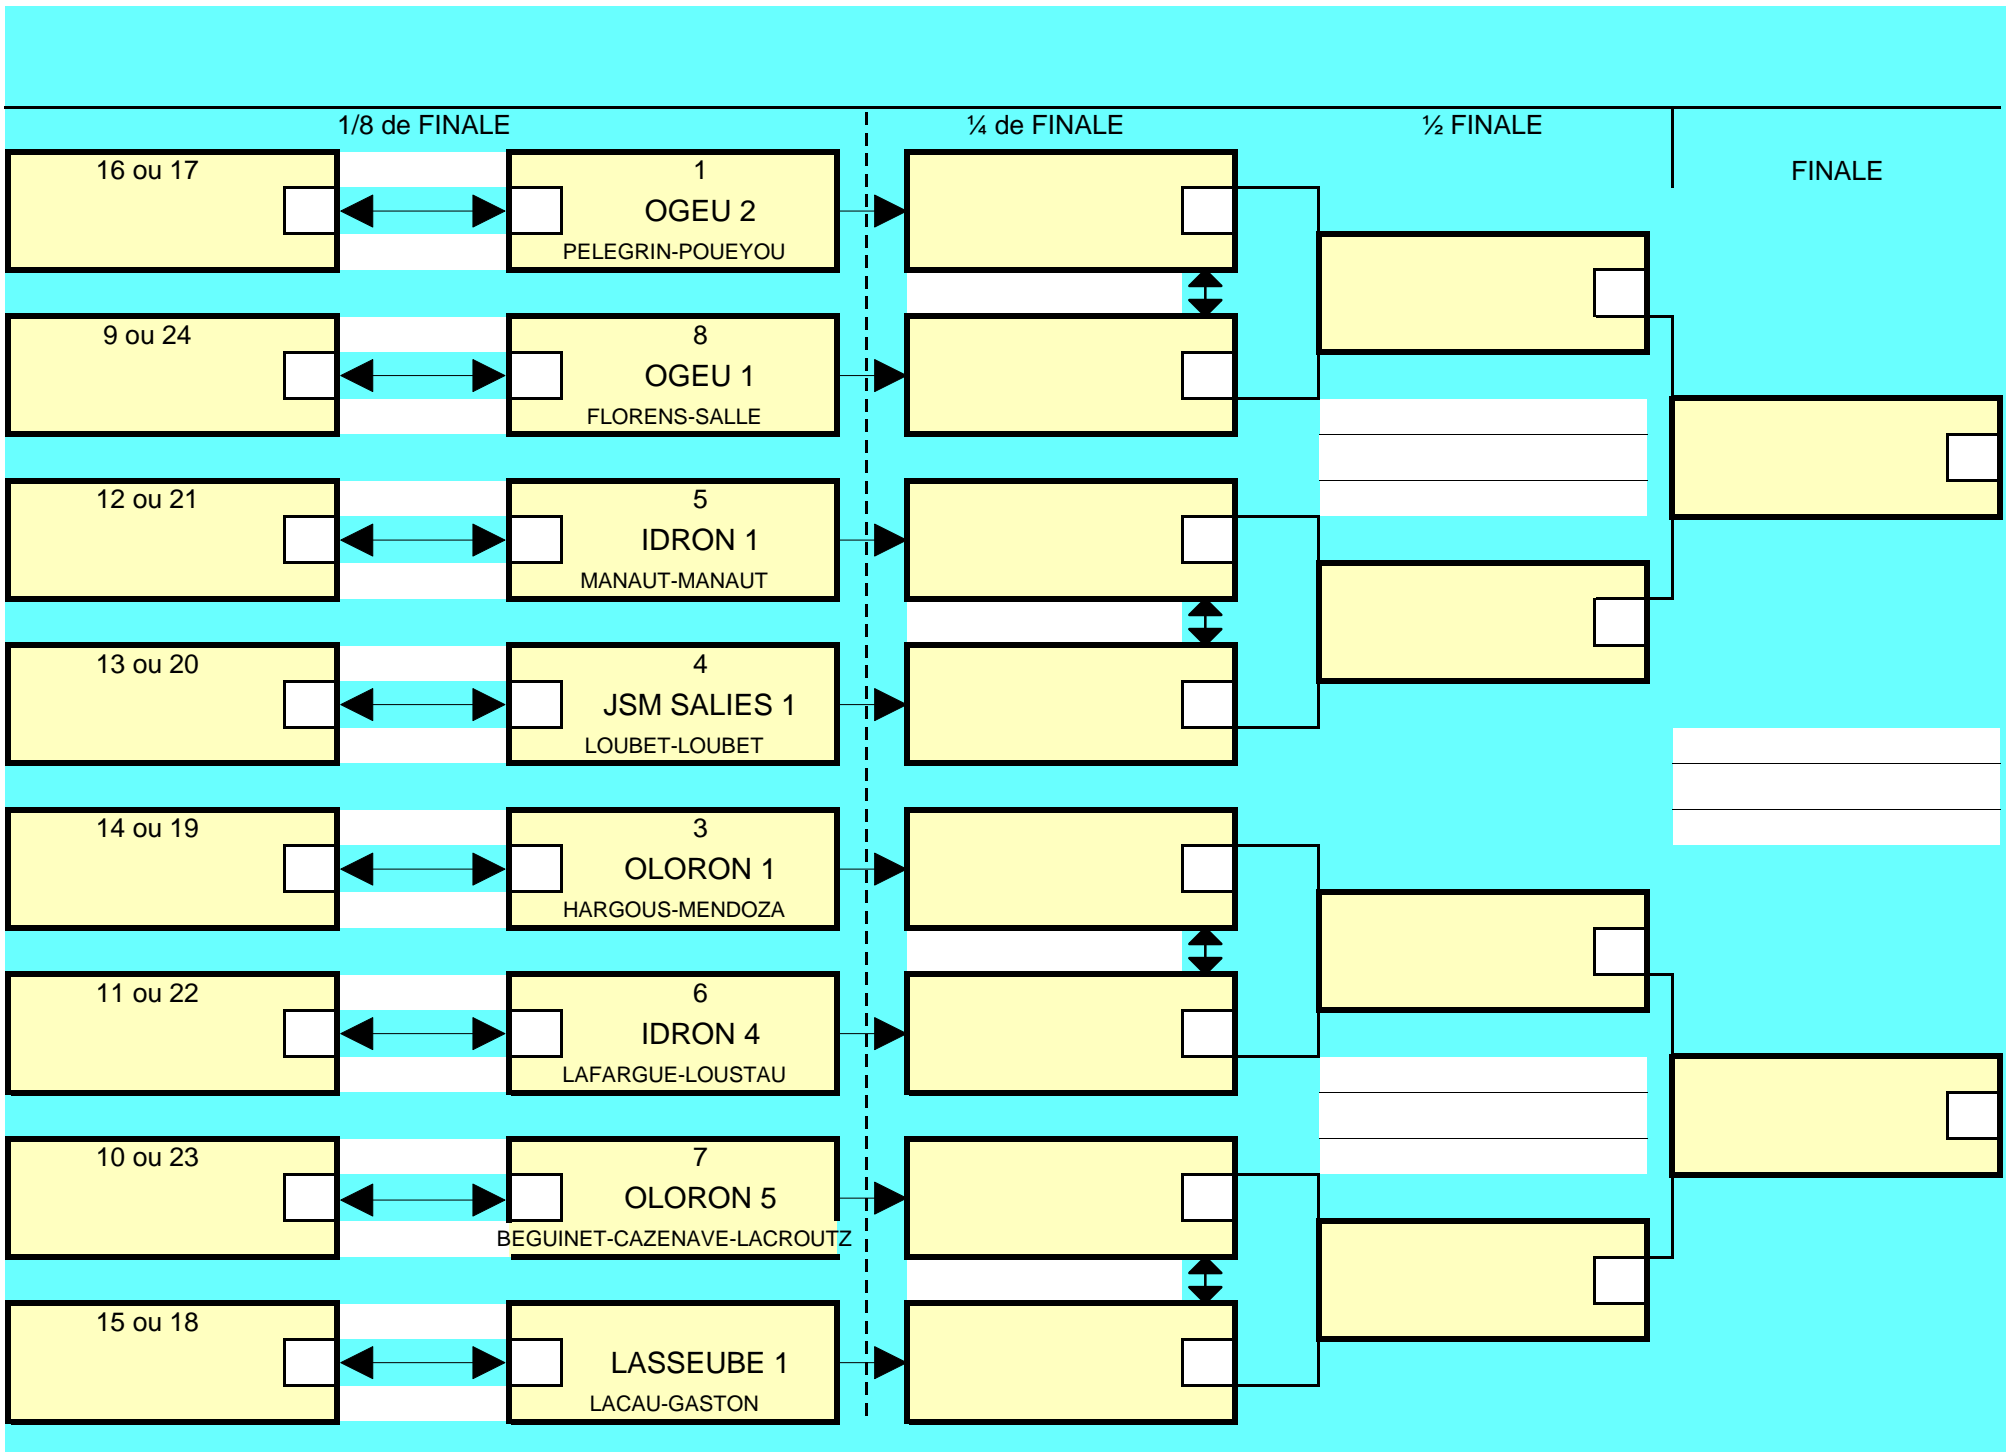 1/8 de FINALE
¼ de FINALE
½ FINALE
FINALE
16 ou 17
1
OGEU 2
PELEGRIN-POUEYOU
9 ou 24
8
OGEU 1
FLORENS-SALLE
12 ou 21
5
IDRON 1
MANAUT-MANAUT
13 ou 20
4
JSM SALIES 1
LOUBET-LOUBET
14 ou 19
3
OLORON 1
HARGOUS-MENDOZA
11 ou 22
6
IDRON 4
LAFARGUE-LOUSTAU
10 ou 23
7
OLORON 5
BEGUINET-CAZENAVE-LACROUTZ
15 ou 18
LASSEUBE 1
LACAU-GASTON